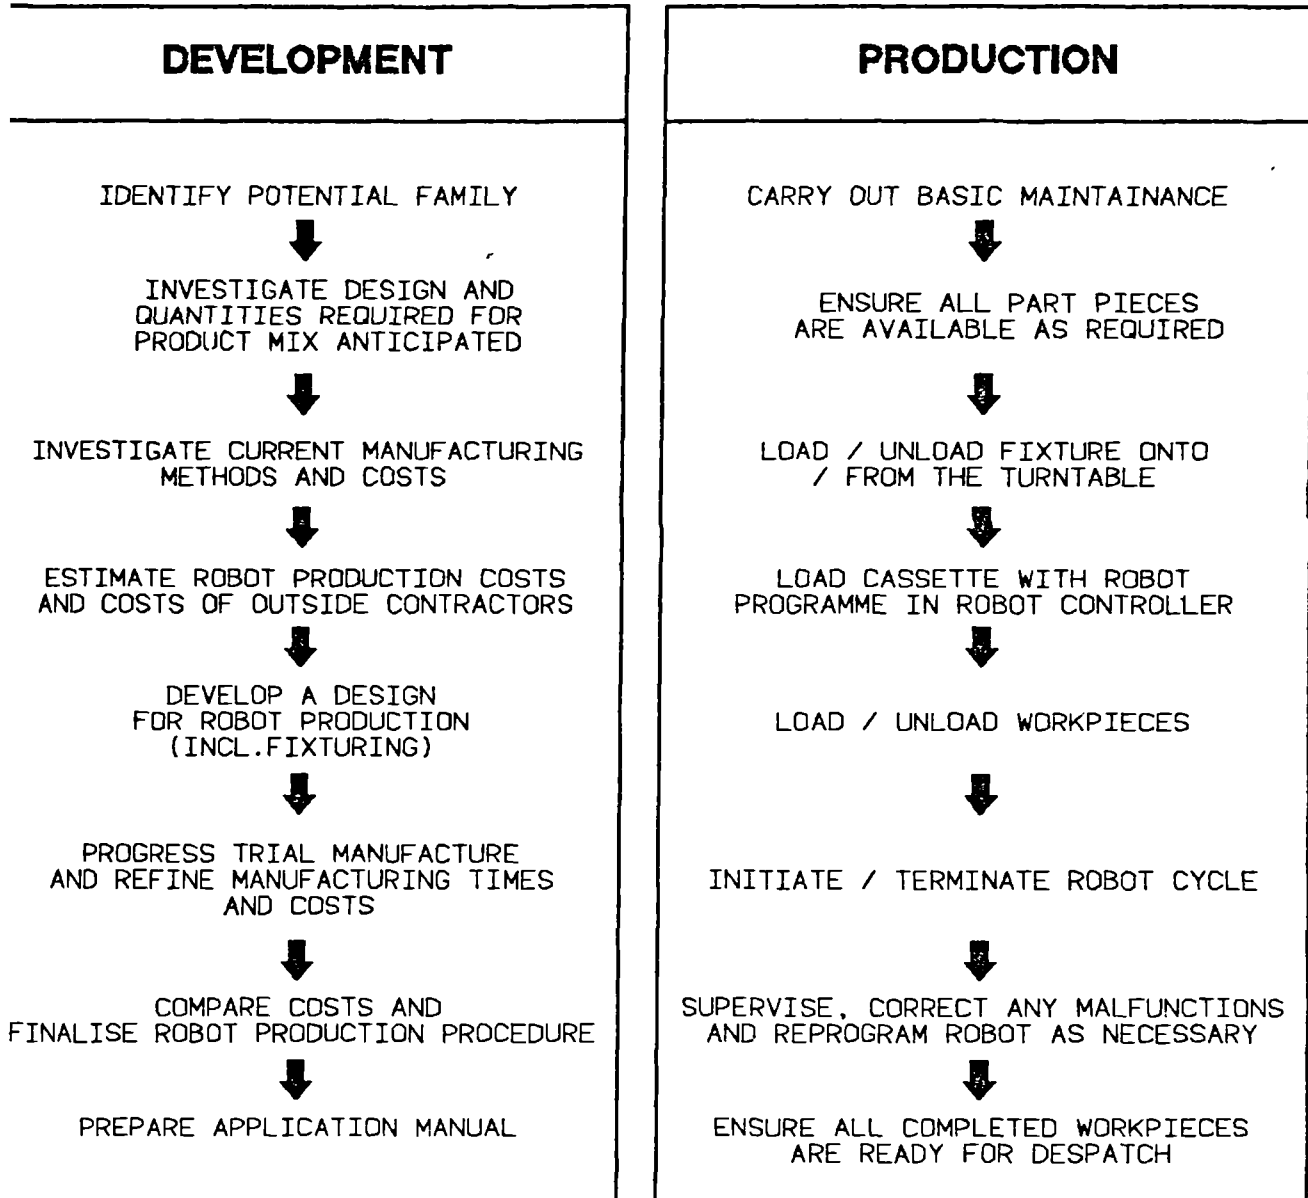 DEVELOPMENT
IDENTIFY POTENTIAL FAMILY
INVESTIGATE DESIGN AND
QUANTITIES REQUIRED FOR
PRODUCT MIX ANTICIPATED
INVESTIGATE CURRENT MANUFACTURING
METHODS AND COSTS
ESTIMATE ROBOT PRODUCTION COSTS
AND COSTS OF OUTSIDE CONTRACTORS
DEVELOP A DESIGN
FOR ROBOT PRODUCTION
(INCL.FIXTURING)
PROGRESS TRIAL MANUFACTURE
AND REFINE MANUFACTURING TIMES
AND COSTS
COMPARE COSTS AND
FINALISE ROBOT PRODUCTION PROCEDURE
PREPARE APPLICATION MANUAL
PRODUCTION
CARRY OUT BASIC MAINTAINANCE
ENSURE ALL PART PIECES
ARE AVAILABLE AS REQUIRED
LOAD / UNLOAD FIXTURE ONTO
/ FROM THE TURNTABLE
LOAD CASSETTE WITH ROBOT
PROGRAMME IN ROBOT CONTROLLER
LOAD / UNLOAD WORKPIECES
INITIATE / TERMINATE ROBOT CYCLE
SUPERVISE, CORRECT ANY MALFUNCTIONS
AND REPROGRAM ROBOT AS NECESSARY
ENSURE ALL COMPLETED WORKPIECES
ARE READY FOR DESPATCH